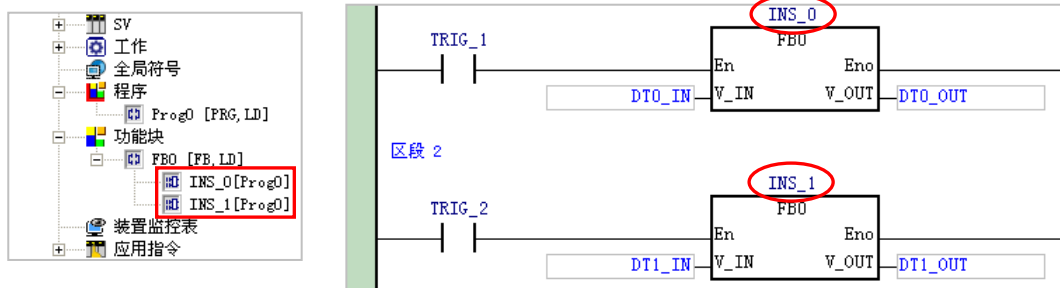 SV
工作
全局符号
程序
Prog0 [PRG,LD]
功能块
FB0 [FB,LD]
INS_0[Prog0]
INS_1[Prog0]
装置监控表
应用指令
INS_0
TRIG_1
FB0
En Eno
DT0_IN V_IN V_OUT DT0_OUT
区段 2
INS_1
TRIG_2
FB0
En Eno
DT1_IN V_IN V_OUT DT1_OUT